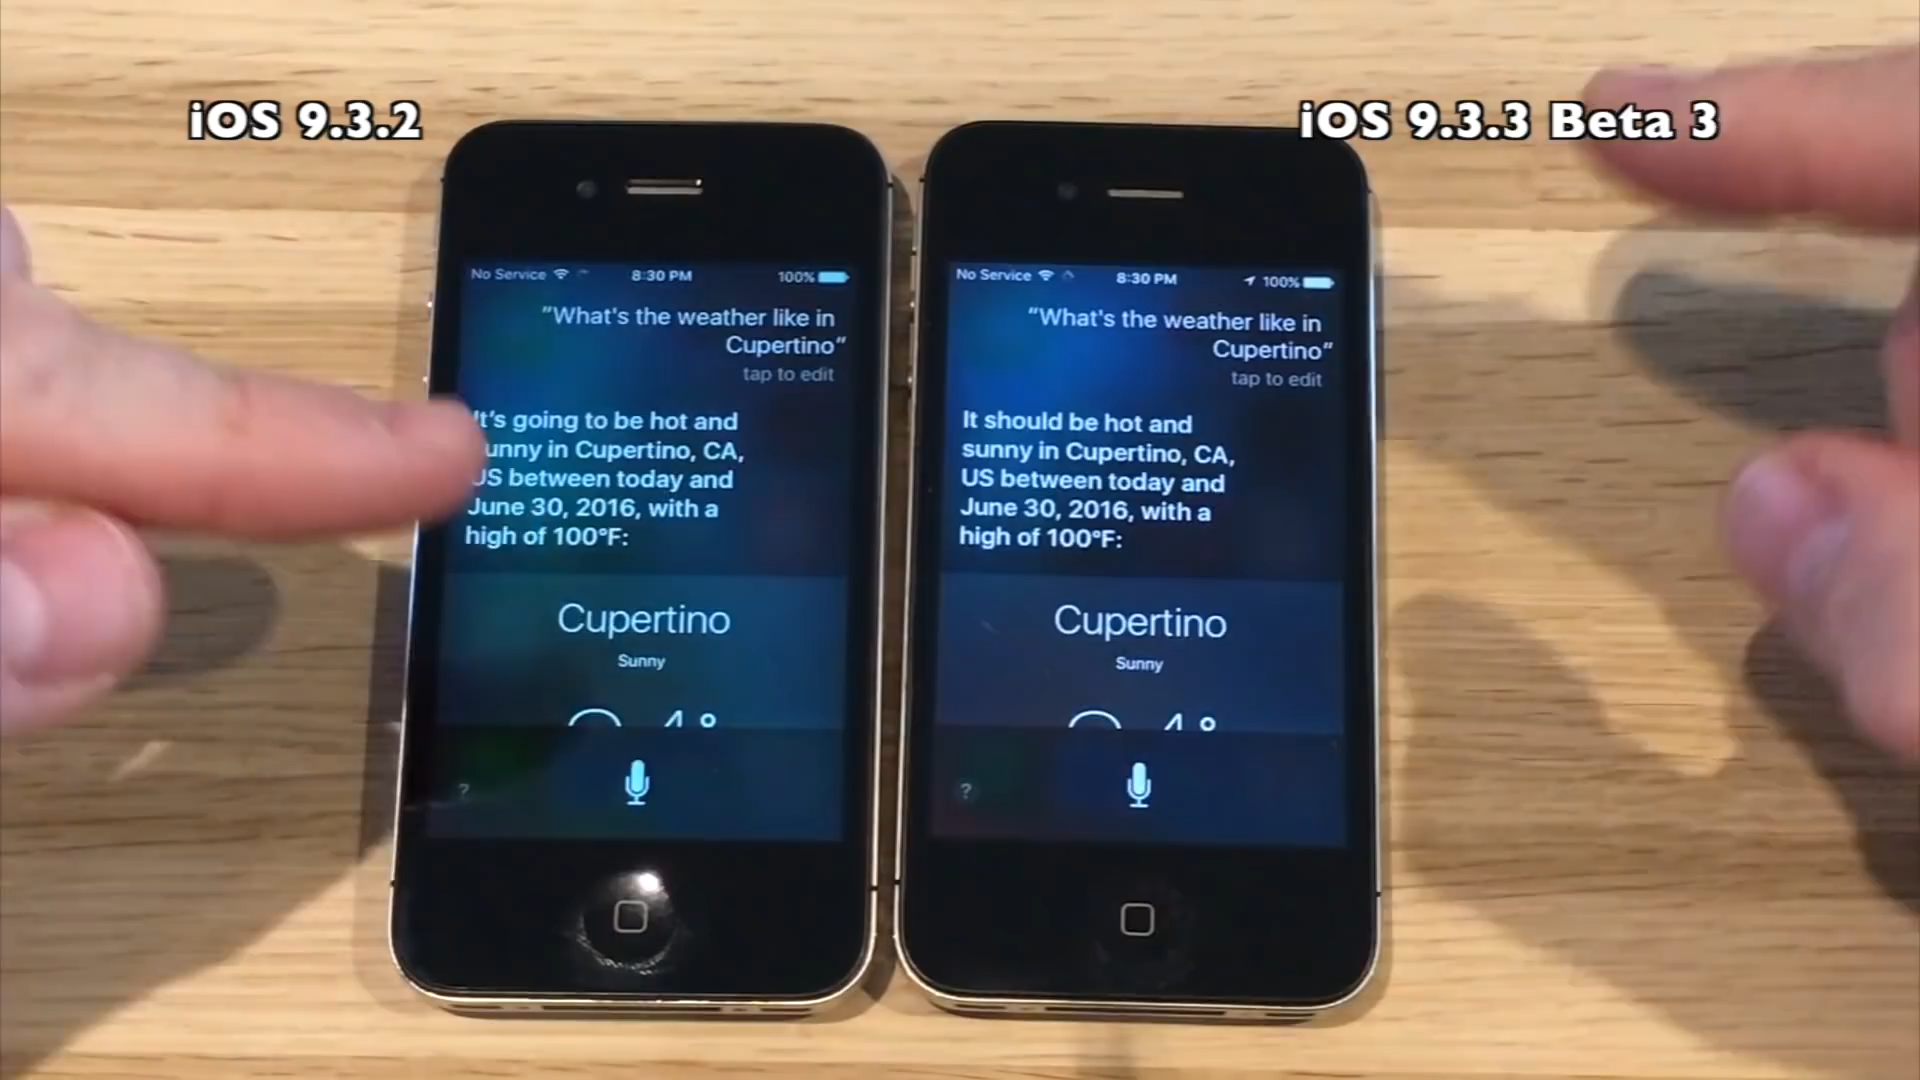 iOS 9.3.2
iOS 9.3.3 Beta 3
No Service 8:30 PM 100%
"What's the weather like in
Cupertino"
tap to edit
It's going to be hot and
sunny in Cupertino, CA,
US between today and
June 30, 2016, with a
high of 100°F:
Cupertino
Sunny
?
No Service 8:30 PM 100%
"What's the weather like in
Cupertino"
tap to edit
It should be hot and
sunny in Cupertino, CA,
US between today and
June 30, 2016, with a
high of 100°F:
Cupertino
Sunny
?